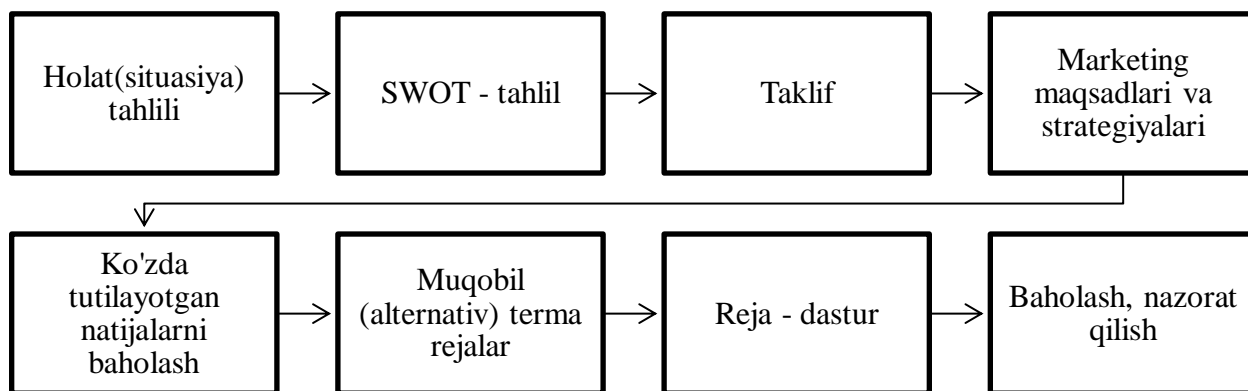 Holat(situasiya)
tahlili
SWOT - tahlil
Taklif
Marketing
maqsadlari va
strategiyalari
Ko'zda
tutilayotgan
natijalarni
baholash
Muqobil
(alternativ) terma
rejalar
Reja - dastur
Baholash, nazorat
qilish